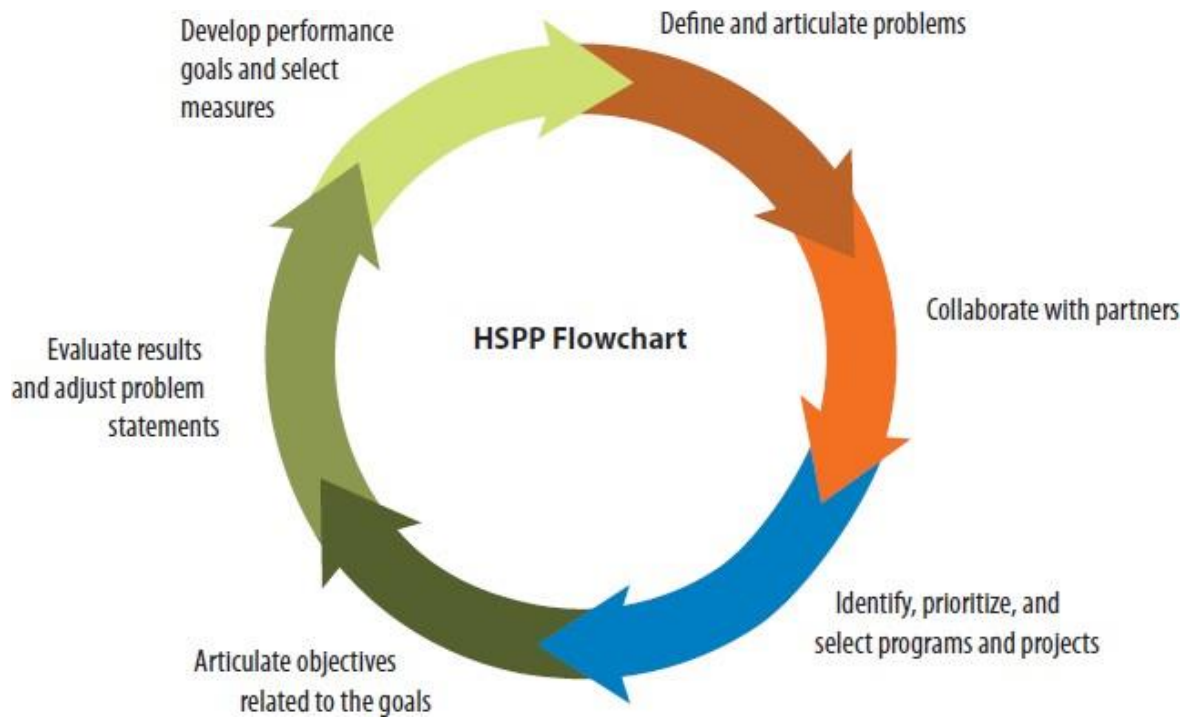 Develop performance
goals and select
measures
Define and articulate problems
Collaborate with partners
HSPP Flowchart
Evaluate results
and adjust problem
statements
Identify, prioritize, and
select programs and projects
Articulate objectives
related to the goals